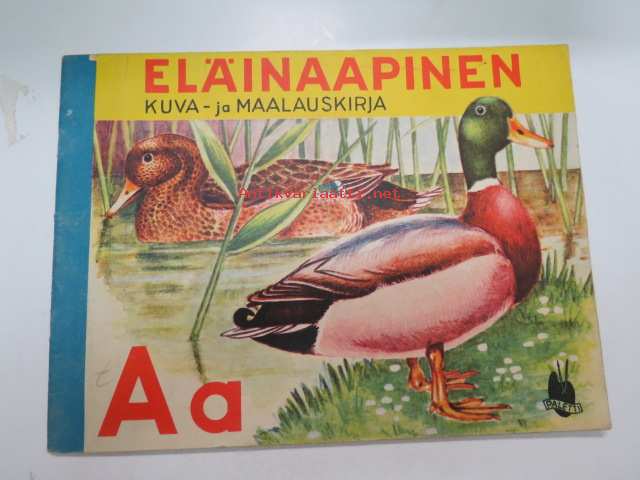 ELÄINAAPINEN
KUVA - ja MAALAUSKIRJA
Antikvariaatti.net
A a
PALETTI